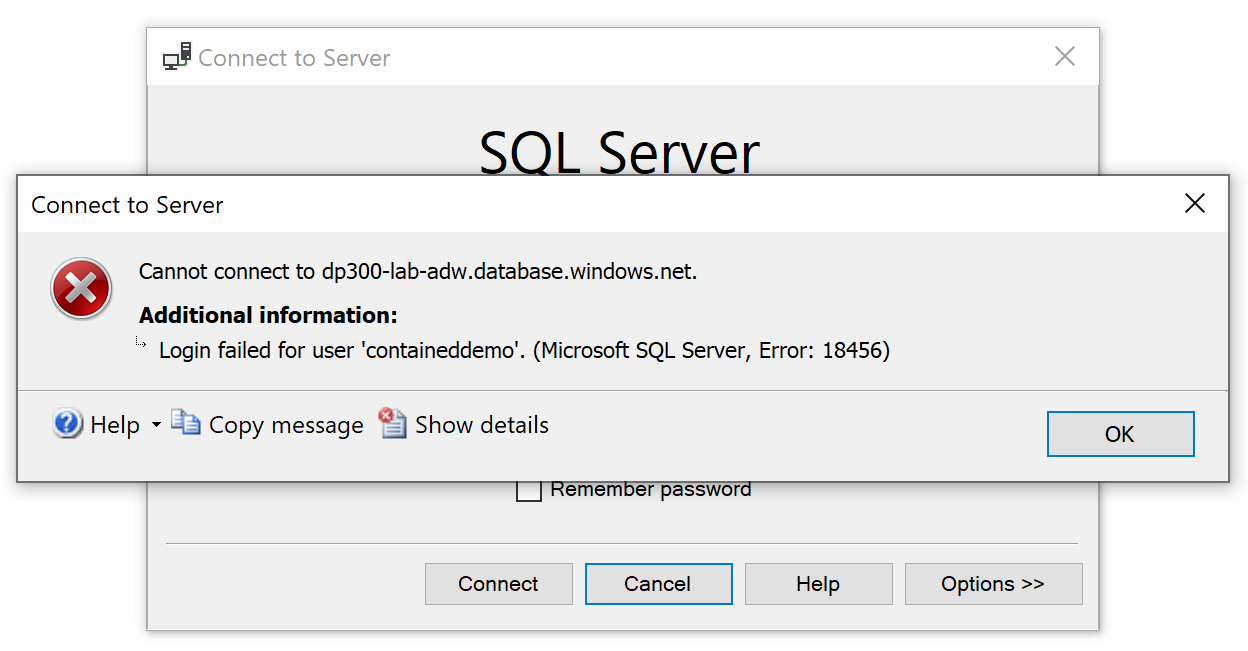 Connect to Server
SQL Server
Connect to Server
Cannot connect to dp300-lab-adw.database.windows.net.
Additional information:
Login failed for user 'containeddemo'. (Microsoft SQL Server, Error: 18456)
Help Copy message Show details
OK
Remember password
Connect Cancel Help Options >>